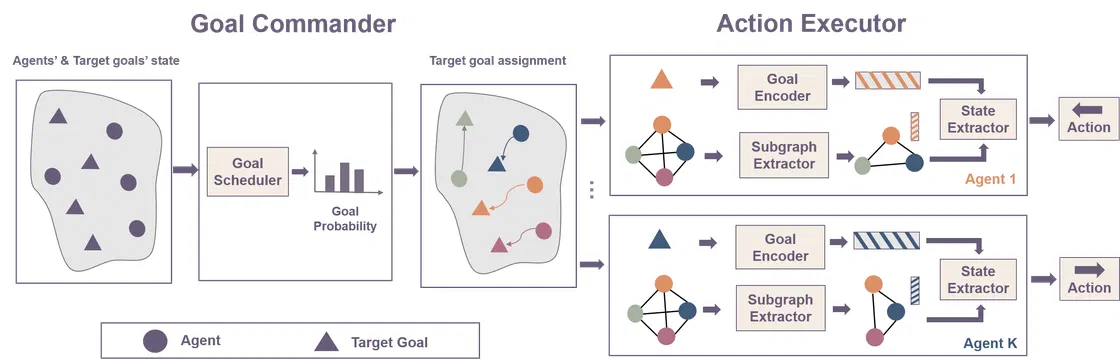 Goal Commander
Action Executor
Agents' & Target goals' state
Target goal assignment
Goal
Scheduler
Goal
Probability
...
Goal
Encoder
Subgraph
Extractor
State
Extractor
Action
Agent 1
Goal
Encoder
Subgraph
Extractor
State
Extractor
Action
Agent K
Agent
Target Goal